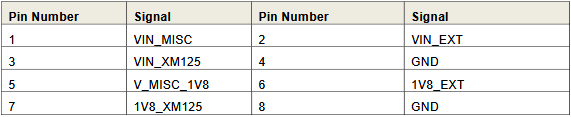 Pin Number Signal Pin Number Signal
1 VIN_MISC 2 VIN_EXT
3 VIN_XM125 4 GND
5 V_MISC_1V8 6 1V8_EXT
7 1V8_XM125 8 GND